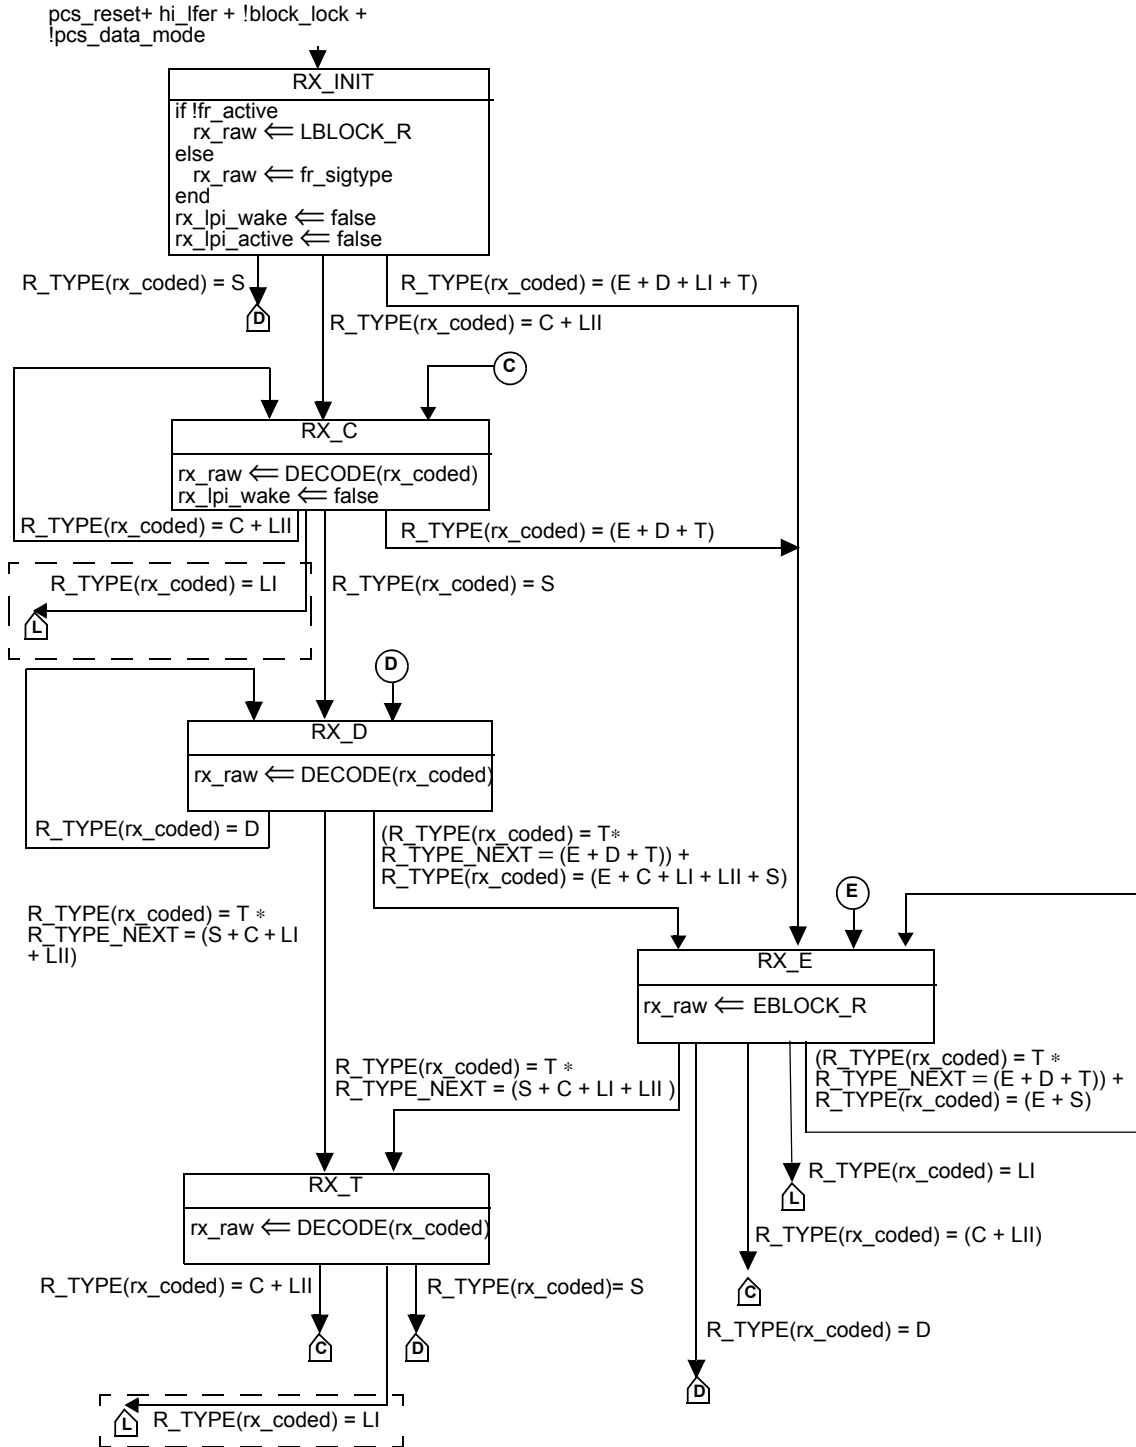 pcs_reset+ hi_lfer + !block_lock +
!pcs_data_mode
RX_INIT
if !fr_active
rx_raw ⇐ LBLOCK_R
else
rx_raw ⇐ fr_sigtype
end
rx_lpi_wake ⇐ false
rx_lpi_active ⇐ false
R_TYPE(rx_coded) = S
D
R_TYPE(rx_coded) = (E + D + LI + T)
R_TYPE(rx_coded) = C + LII
C
RX_C
rx_raw ⇐ DECODE(rx_coded)
rx_lpi_wake ⇐ false
R_TYPE(rx_coded) = C + LII
R_TYPE(rx_coded) = (E + D + T)
R_TYPE(rx_coded) = LI
L
R_TYPE(rx_coded) = S
D
RX_D
rx_raw ⇐ DECODE(rx_coded)
R_TYPE(rx_coded) = D
(R_TYPE(rx_coded) = T*
R_TYPE_NEXT = (E + D + T)) +
R_TYPE(rx_coded) = (E + C + LI + LII + S)
R_TYPE(rx_coded) = T *
R_TYPE_NEXT = (S + C + LI
+ LII)
E
RX_E
rx_raw ⇐ EBLOCK_R
R_TYPE(rx_coded) = T *
R_TYPE_NEXT = (S + C + LI + LII )
(R_TYPE(rx_coded) = T *
R_TYPE_NEXT = (E + D + T)) +
R_TYPE(rx_coded) = (E + S)
R_TYPE(rx_coded) = LI
L
RX_T
rx_raw ⇐ DECODE(rx_coded)
R_TYPE(rx_coded) = (C + LII)
C
R_TYPE(rx_coded) = C + LII
C
R_TYPE(rx_coded)= S
D
R_TYPE(rx_coded) = D
D
L
R_TYPE(rx_coded) = LI